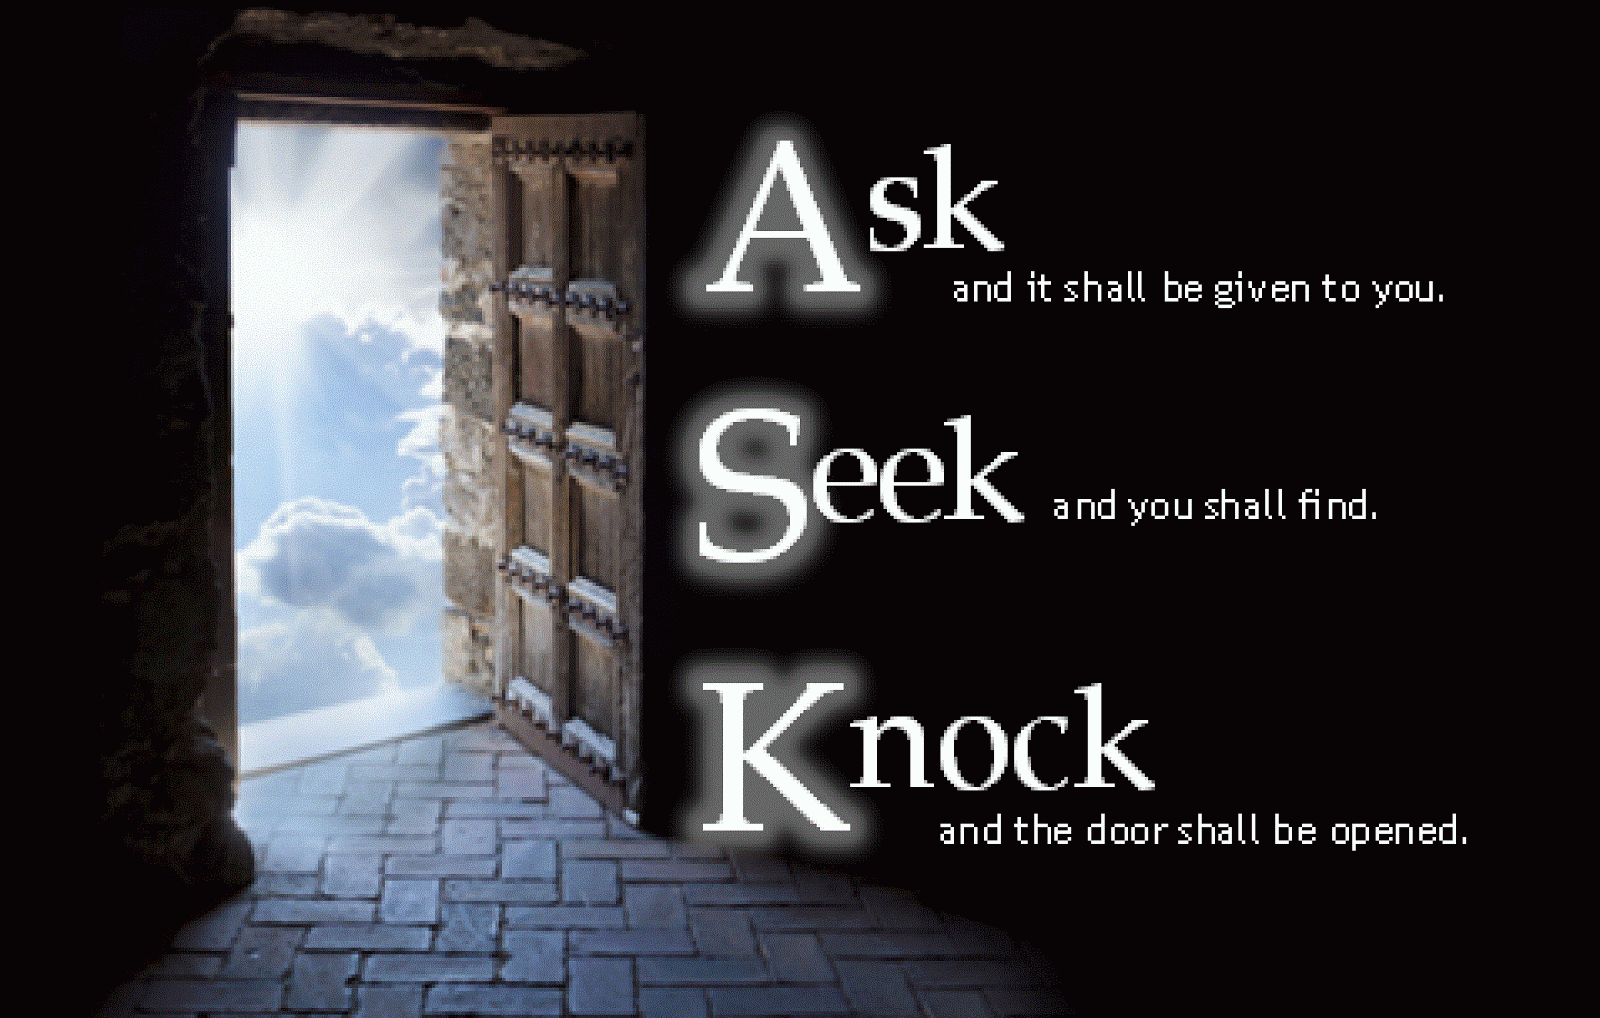 Ask
and it shall be given to you.
Seek and you shall find.
Knock
and the door shall be opened.